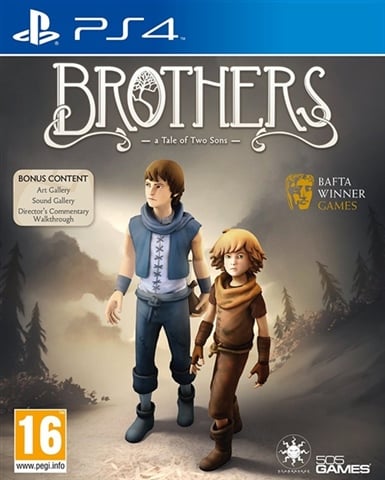 PS4
BROTHERS
a Tale of Two Sons
BONUS CONTENT
Art Gallery
Sound Gallery
Director's Commentary
Walkthrough
BAFTA
WINNER
GAMES
16
www.pegi.info
505
GAMES